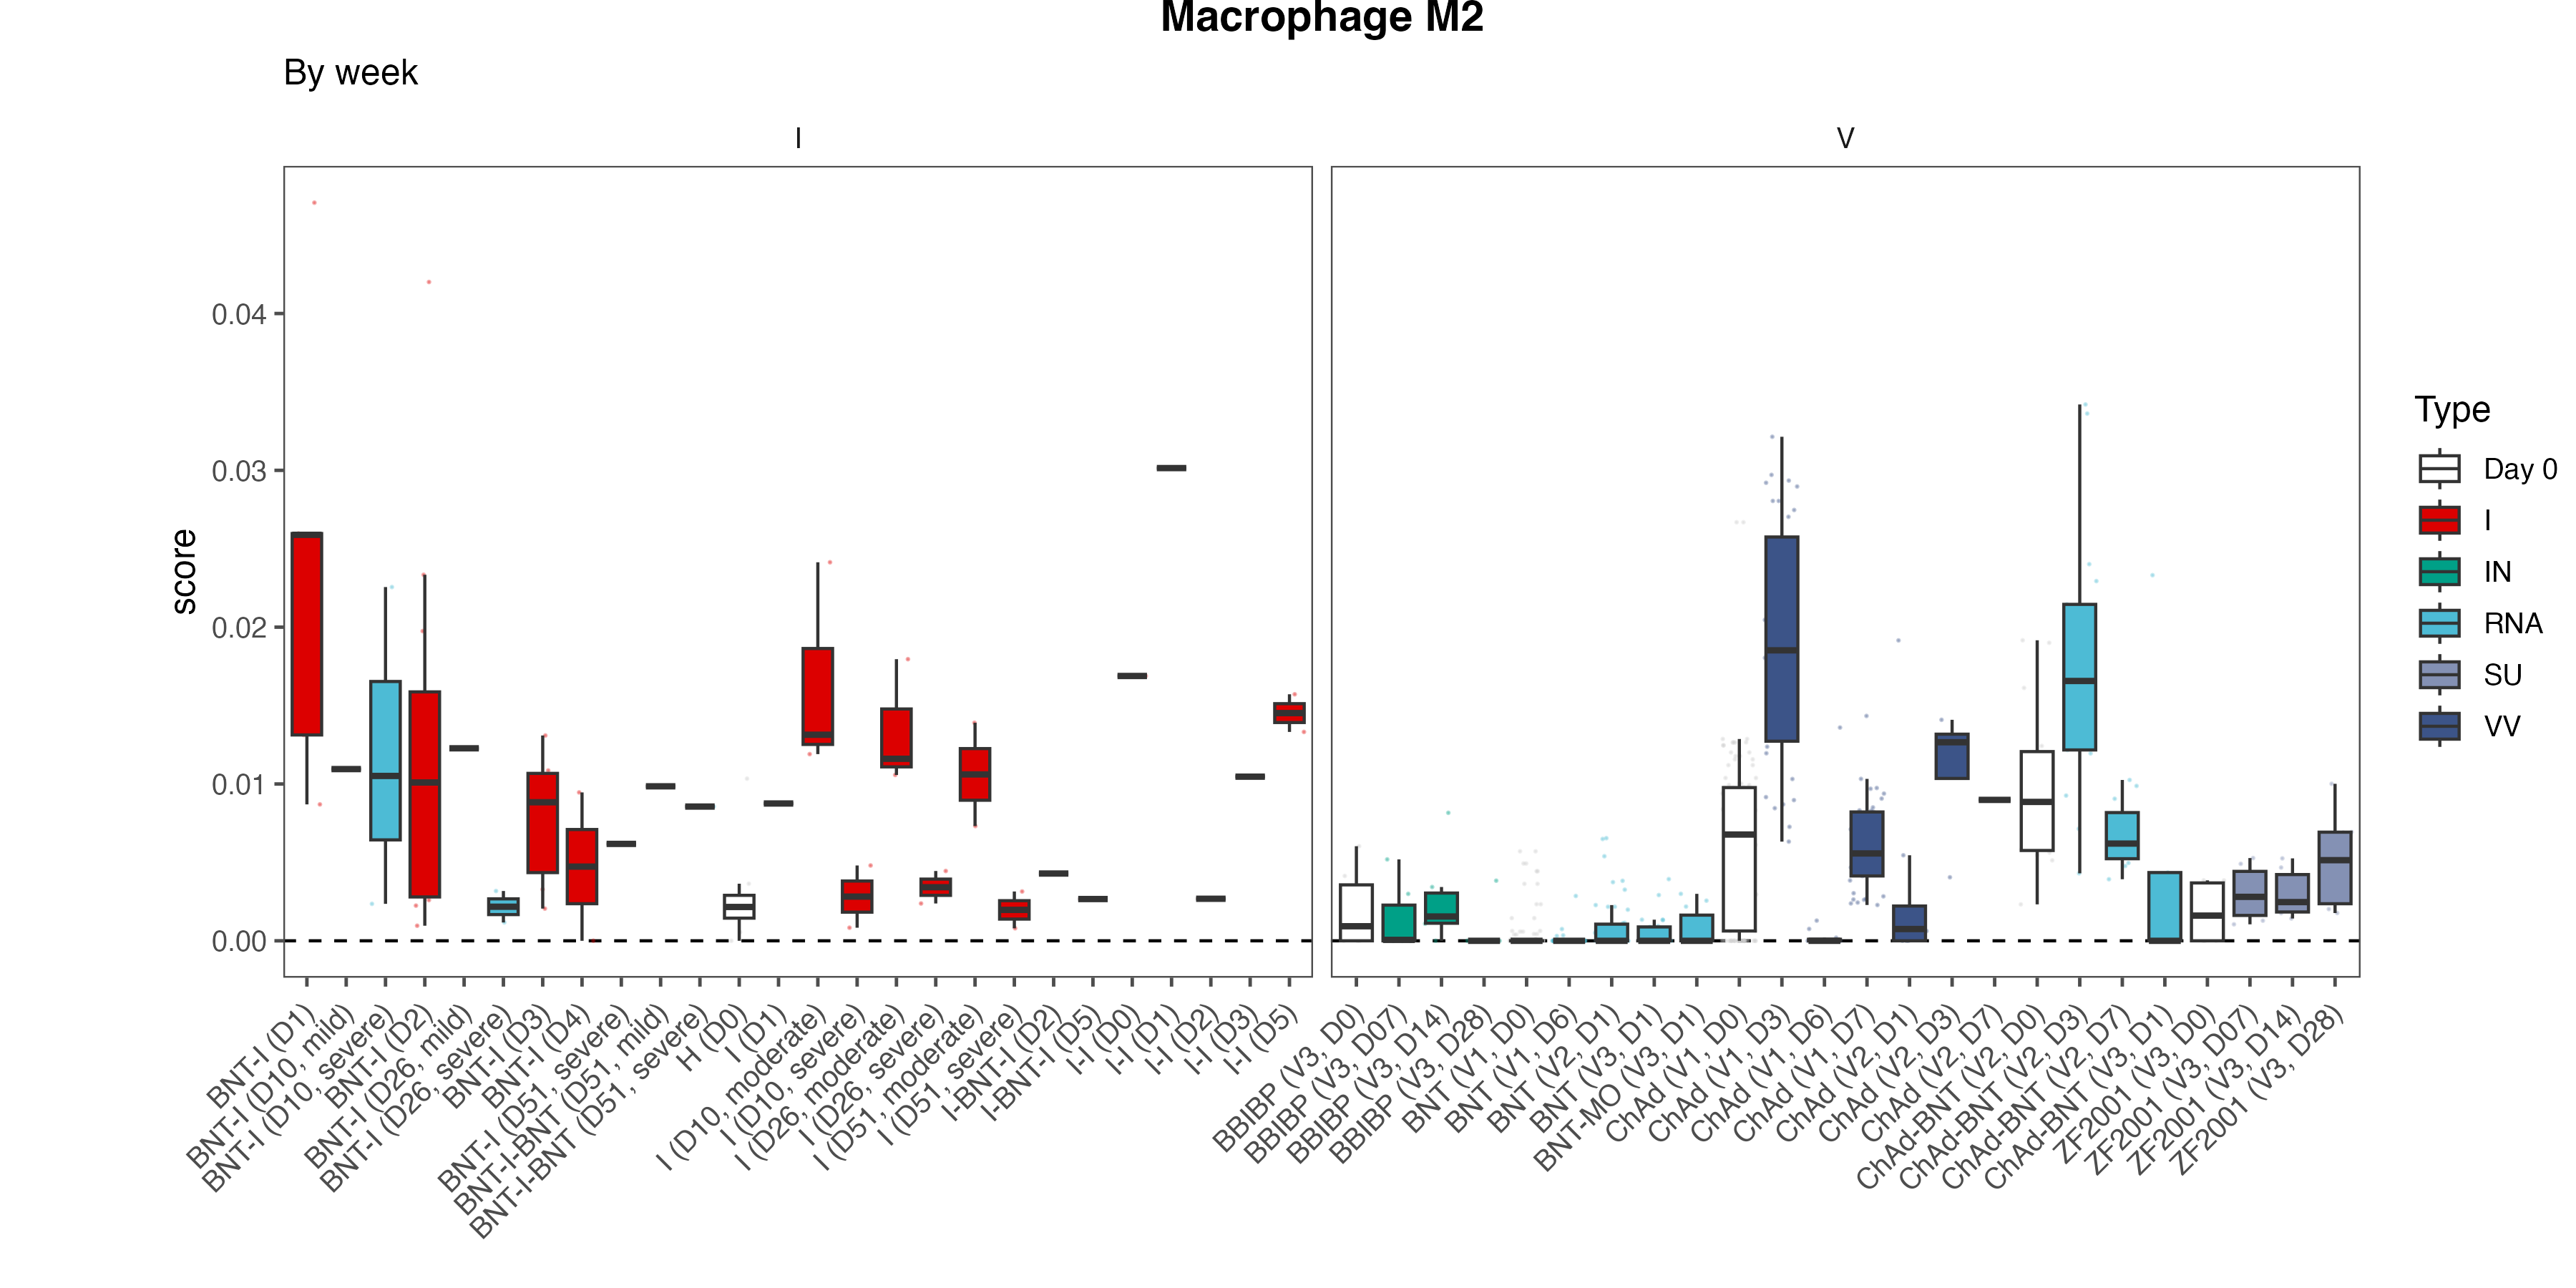 Macrophage M2
By week
I
V
score
0.04
0.03
0.02
0.01
0.00
BNT-I (D1)
BNT-I (D10, mild)
BNT-I (D10, severe)
BNT-I (D2)
BNT-I (D26, mild)
BNT-I (D26, severe)
BNT-I (D3)
BNT-I (D4)
BNT-I (D51, severe)
BNT-I-BNT (D51, mild)
BNT-I-BNT (D51, severe)
H (D0)
I (D1)
I (D10, moderate)
I (D10, severe)
I (D26, moderate)
I (D26, severe)
I (D51, moderate)
I (D51, severe)
I-BNT-I (D2)
I-BNT-I (D5)
I-I (D0)
I-I (D1)
I-I (D2)
I-I (D3)
I-I (D5)
BBIBP (V3, D0)
BBIBP (V3, D07)
BBIBP (V3, D14)
BBIBP (V3, D28)
BNT (V1, D0)
BNT (V1, D6)
BNT (V2, D1)
BNT (V3, D1)
BNT-MO (V3, D1)
ChAd (V1, D0)
ChAd (V1, D3)
ChAd (V1, D6)
ChAd (V1, D7)
ChAd (V2, D1)
ChAd (V2, D3)
ChAd (V2, D7)
ChAd-BNT (V2, D0)
ChAd-BNT (V2, D3)
ChAd-BNT (V2, D7)
ChAd-BNT (V3, D1)
ZF2001 (V3, D0)
ZF2001 (V3, D07)
ZF2001 (V3, D14)
ZF2001 (V3, D28)
Type
Day 0
I
IN
RNA
SU
VV